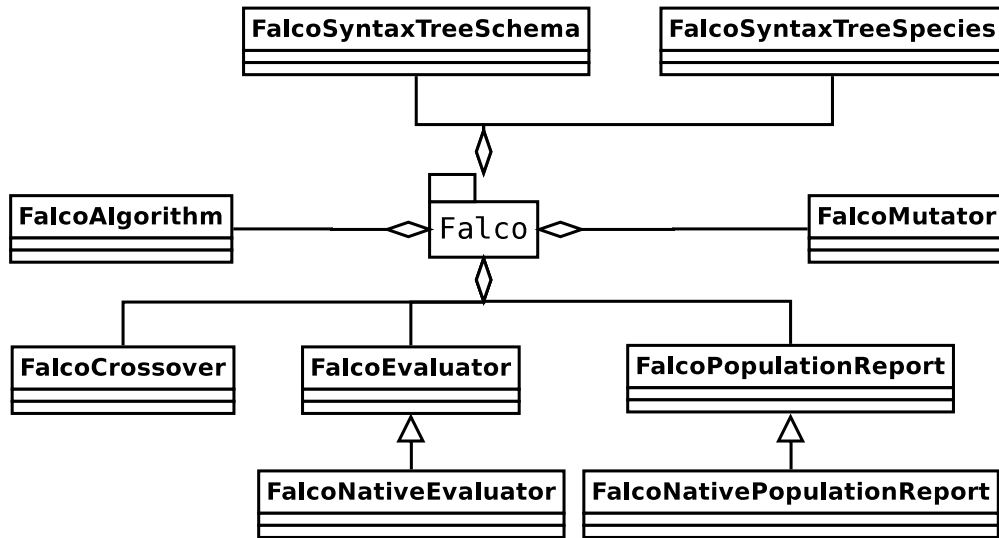 FalcoSyntaxTreeSchema
FalcoSyntaxTreeSpecies
FalcoAlgorithm
Falco
FalcoMutator
FalcoCrossover
FalcoEvaluator
FalcoPopulationReport
FalcoNativeEvaluator
FalcoNativePopulationReport